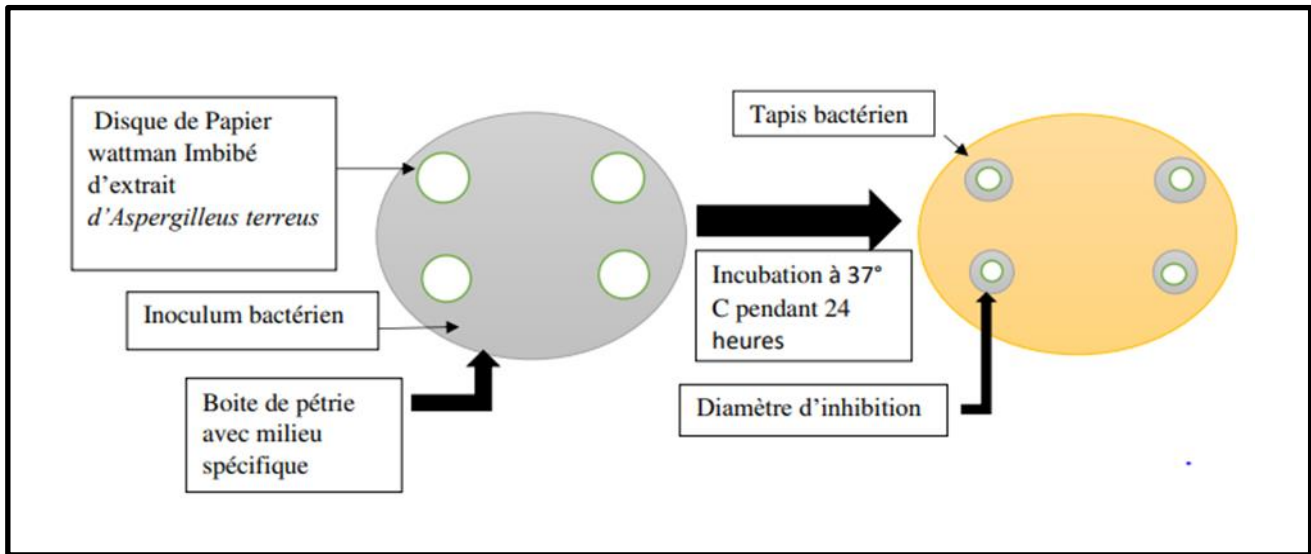 Disque de Papier
wattman Imbibé
d’extrait
d’Aspergilleus terreus
Inoculum bactérien
Boite de pétrie
avec milieu
spécifique
Incubation à 37°
C pendant 24
heures
Tapis bactérien
Diamètre d’inhibition